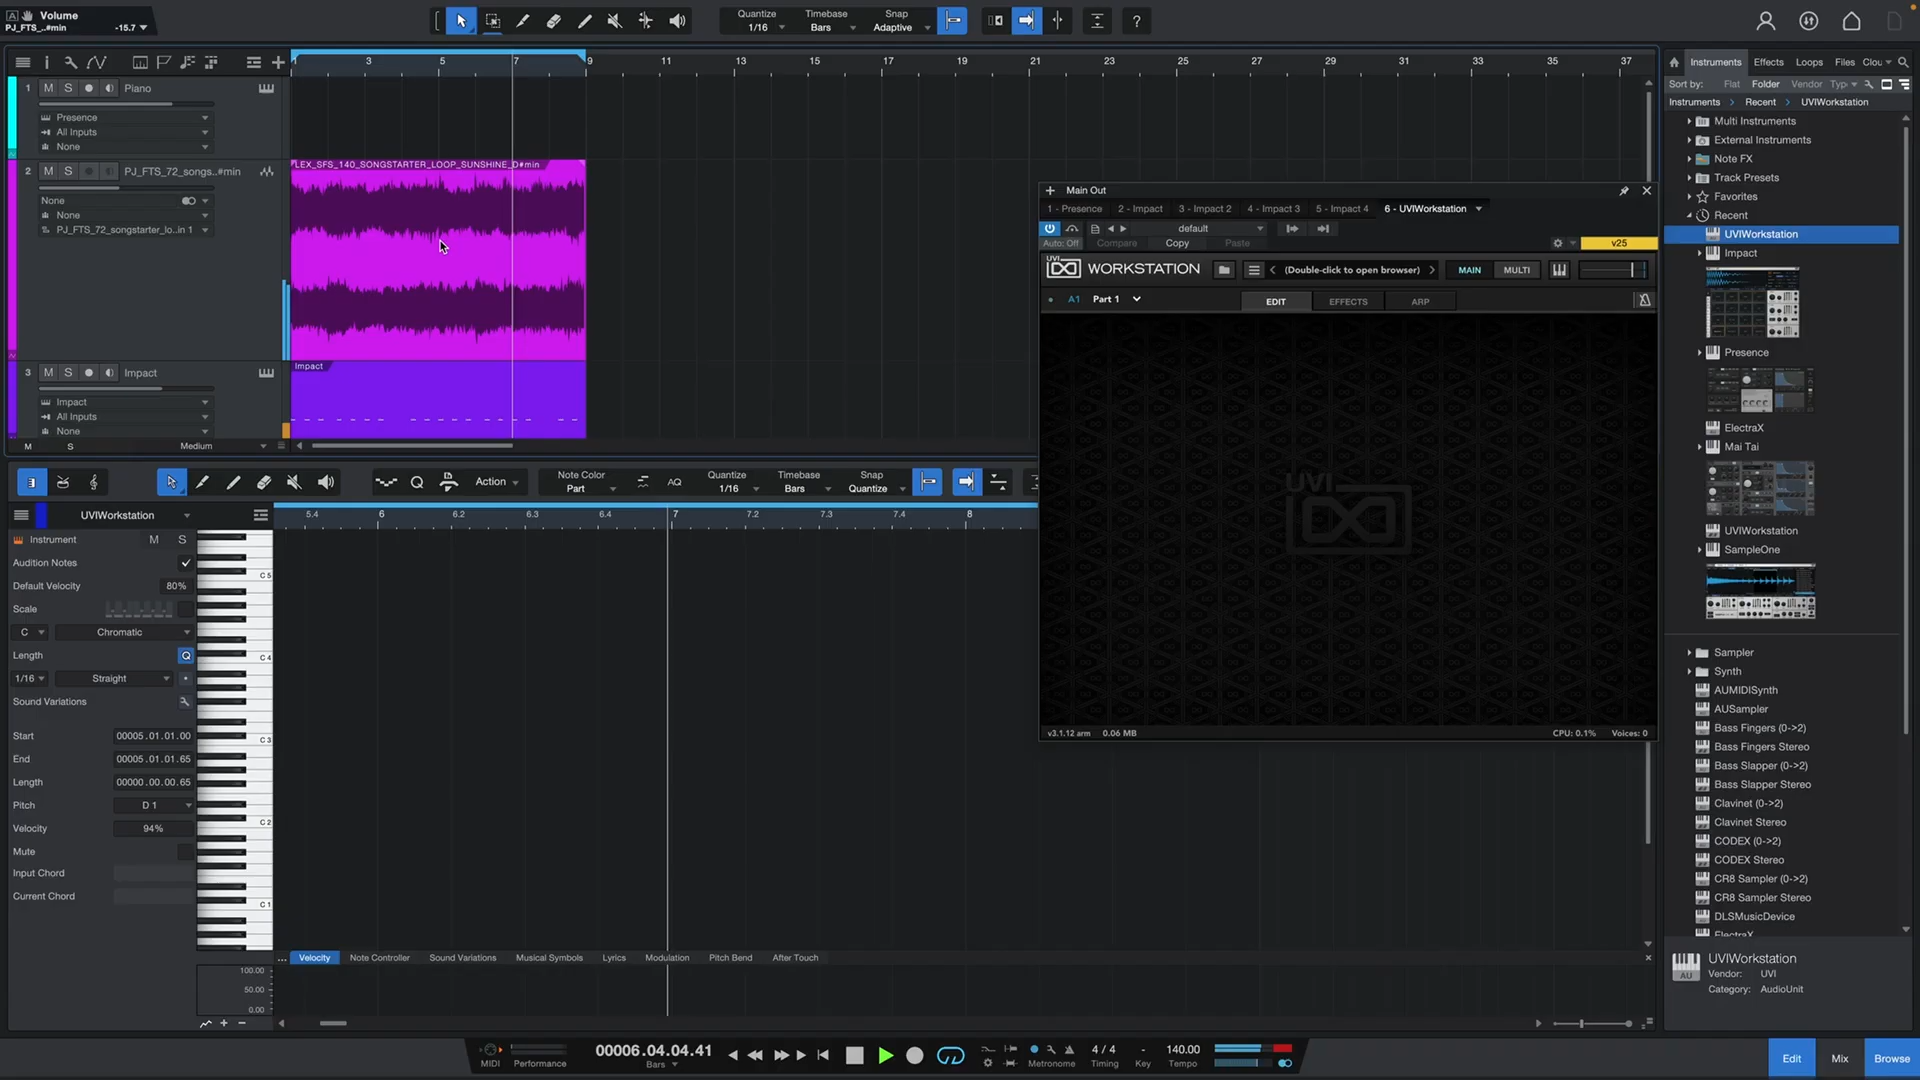 Volume
PJ_FTS_..#min -15.7
Quantize Timebase Snap
1/16 Bars Adaptive
?
1 3 5 7 9 11 13 15 17 19 21 23 25 27 29 31 33 35 37
1 M S Piano
Presence
All Inputs
None
2 M S PJ_FTS_72_songs..#min
None
None
PJ_FTS_72_songstarter_lo..in 1
LEX_SFS_140_SONGSTARTER_LOOP_SUNSHINE_D#min
3 M S Impact
Impact
All Inputs
None
Impact
M S Medium
Main Out
1 - Presence 2 - Impact 3 - Impact 2 4 - Impact 3 5 - Impact 4 6 - UVIWorkstation
default
Auto: Off Compare Copy Paste v25
UVI WORKSTATION (Double-click to open browser) MAIN MULTI
A1 Part 1 EDIT EFFECTS ARP
UVI
v3.1.12 arm 0.06 MB CPU: 0.1% Voices: 0
Action
Note Color Quantize Timebase Snap
Part AQ 1/16 Bars Quantize
UVIWorkstation
5.4 6 6.2 6.3 6.4 7 7.2 7.3 7.4 8
Instrument M S
Audition Notes
Default Velocity 80%
Scale
C Chromatic
Length Q
1/16 Straight
Sound Variations
Start 00005.01.01.00
End 00005.01.01.65
Length 00000.00.00.65
Pitch D 1
Velocity 94%
Mute
Input Chord
Current Chord
C 5
C 4
C 3
C 2
C 1
... Velocity Note Controller Sound Variations Musical Symbols Lyrics Modulation Pitch Bend After Touch
100.00
50.00
0.00
MIDI Performance
00006.04.04.41
Bars
Metronome
4 / 4
Timing
-
Key
140.00
Tempo
Edit Mix Browse
Instruments Effects Loops Files Clou
Sort by: Flat Folder Vendor Typ
Instruments Recent UVIWorkstation
Multi Instruments
External Instruments
Note FX
Track Presets
Favorites
Recent
UVIWorkstation
Impact
Presence
ElectraX
Mai Tai
UVIWorkstation
SampleOne
Sampler
Synth
AUMIDISynth
AUSampler
Bass Fingers (0->2)
Bass Fingers Stereo
Bass Slapper (0->2)
Bass Slapper Stereo
Clavinet (0->2)
Clavinet Stereo
CODEX (0->2)
CODEX Stereo
CR8 Sampler (0->2)
CR8 Sampler Stereo
DLSMusicDevice
ElectraX
UVIWorkstation
Vendor: UVI
Category: AudioUnit
AU